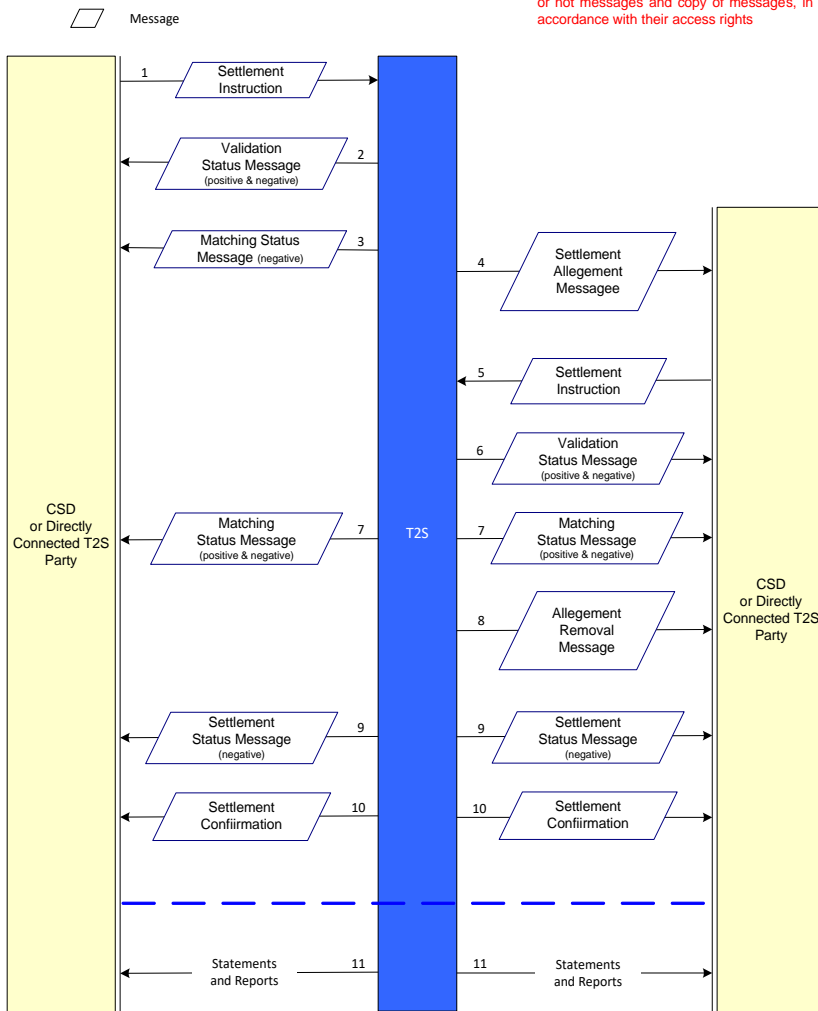 or not messages and copy of messages, in
accordance with their access rights
Message
1
Settlement
Instruction
Validation
Status Message
(positive & negative)
2
Matching Status
Message (negative)
3
4
Settlement
Allegement
Messagee
5
Settlement
Instruction
6
Validation
Status Message
(positive & negative)
CSD
or Directly
Connected T2S
Party
Matching
Status Message
(positive & negative)
7
T2S
7
Matching
Status Message
(positive & negative)
CSD
or Directly
Connected T2S
Party
8
Allegement
Removal
Message
Settlement
Status Message
(negative)
9
9
Settlement
Status Message
(negative)
Settlement
Confiirmation
10
10
Settlement
Confiirmation
Statements
and Reports
11
11
Statements
and Reports